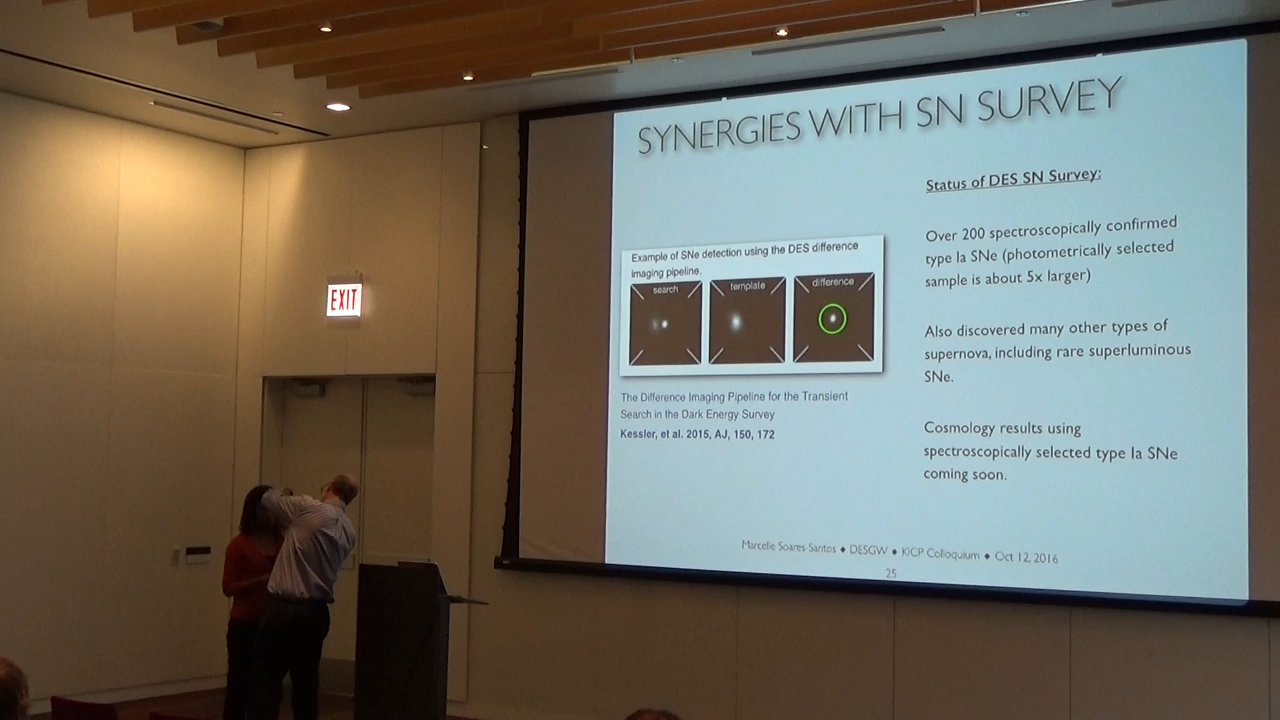 SYNERGIES WITH SN SURVEY
Status of DES SN Survey:
Over 200 spectroscopically confirmed
type Ia SNe (photometrically selected
sample is about 5x larger)
Also discovered many other types of
supernova, including rare superluminous
SNe.
Cosmology results using
spectroscopically selected type Ia SNe
coming soon.
Example of SNe detection using the DES difference
imaging pipeline.
search template difference
The Difference Imaging Pipeline for the Transient
Search in the Dark Energy Survey
Kessler, et al. 2015, AJ, 150, 172
Marcelle Soares-Santos ♦ DESGW ♦ KICP Colloquium ♦ Oct 12, 2016
25
EXIT